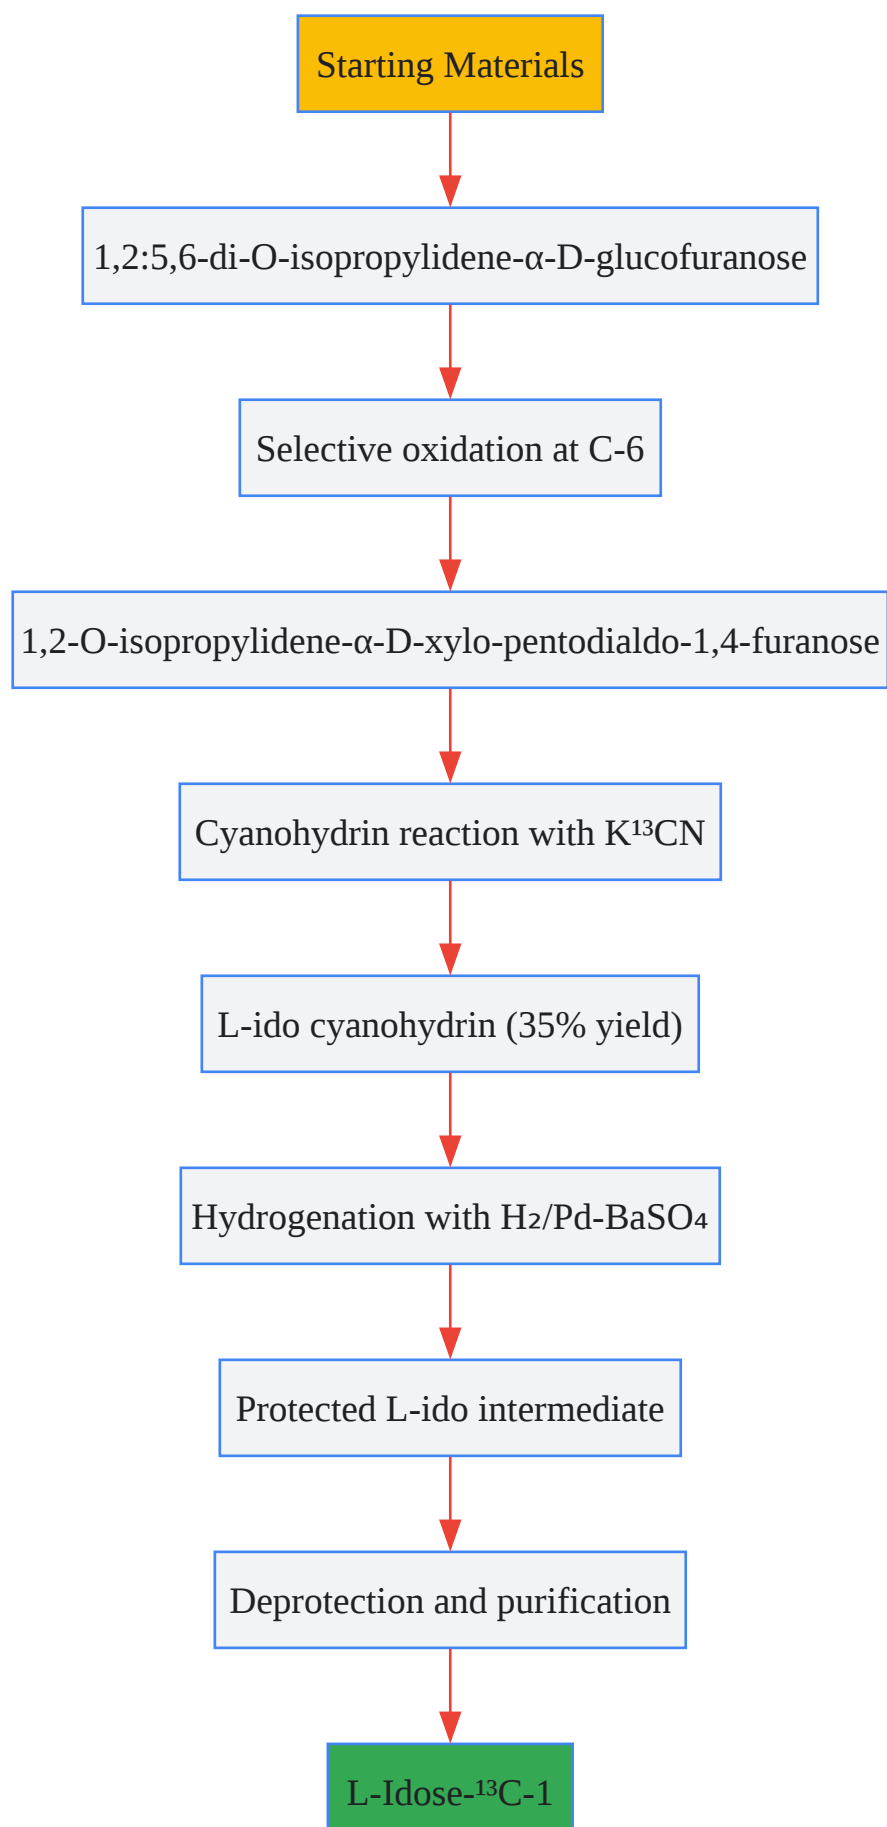 Starting Materials
1,2:5,6-di-O-isopropylidene-α-D-glucofuranose
Selective oxidation at C-6
1,2-O-isopropylidene-α-D-xylo-pentodialdo-1,4-furanose
Cyanohydrin reaction with K¹³CN
L-ido cyanohydrin (35% yield)
Hydrogenation with H₂/Pd-BaSO₄
Protected L-ido intermediate
Deprotection and purification
L-Idose-¹³C-1